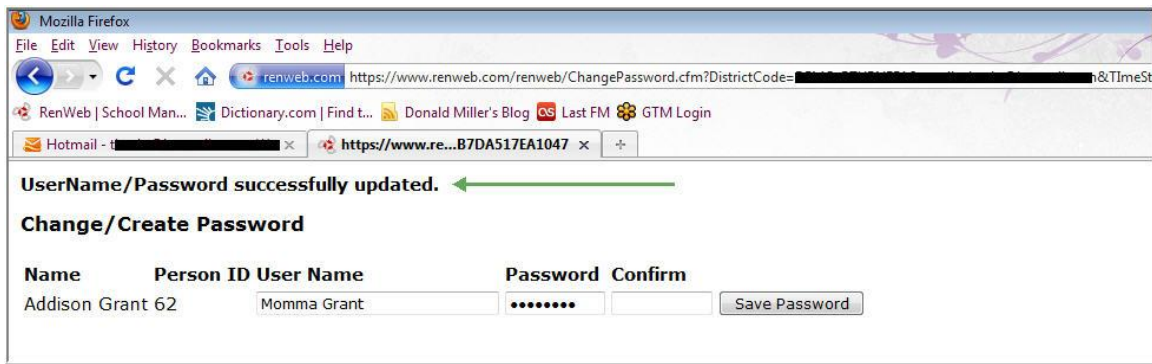 Mozilla Firefox
File Edit View History Bookmarks Tools Help
renweb.com https://www.renweb.com/renweb/ChangePassword.cfm?DistrictCode= h&TImeSt
RenWeb | School Man... Dictionary.com | Find t... Donald Miller's Blog Last FM GTM Login
Hotmail - t https://www.re...B7DA517EA1047
UserName/Password successfully updated.
Change/Create Password
Name Person ID User Name Password Confirm
Addison Grant 62 Momma Grant •••••••• Save Password